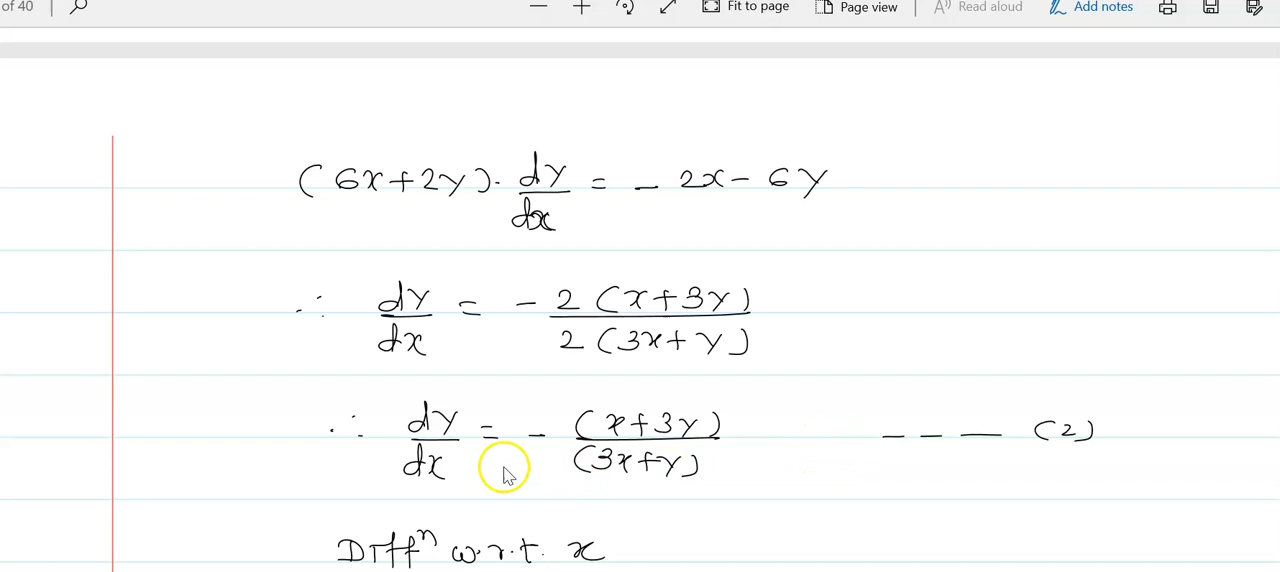 of 40 Fit to page Page view Read aloud Add notes
(6x+2y). dy/dx = - 2x - 6y
∴ dy/dx = - 2(x+3y)/2(3x+y)
∴ dy/dx = - (x+3y)/(3x+y) --- (2)
Diffⁿ w.r.t. x